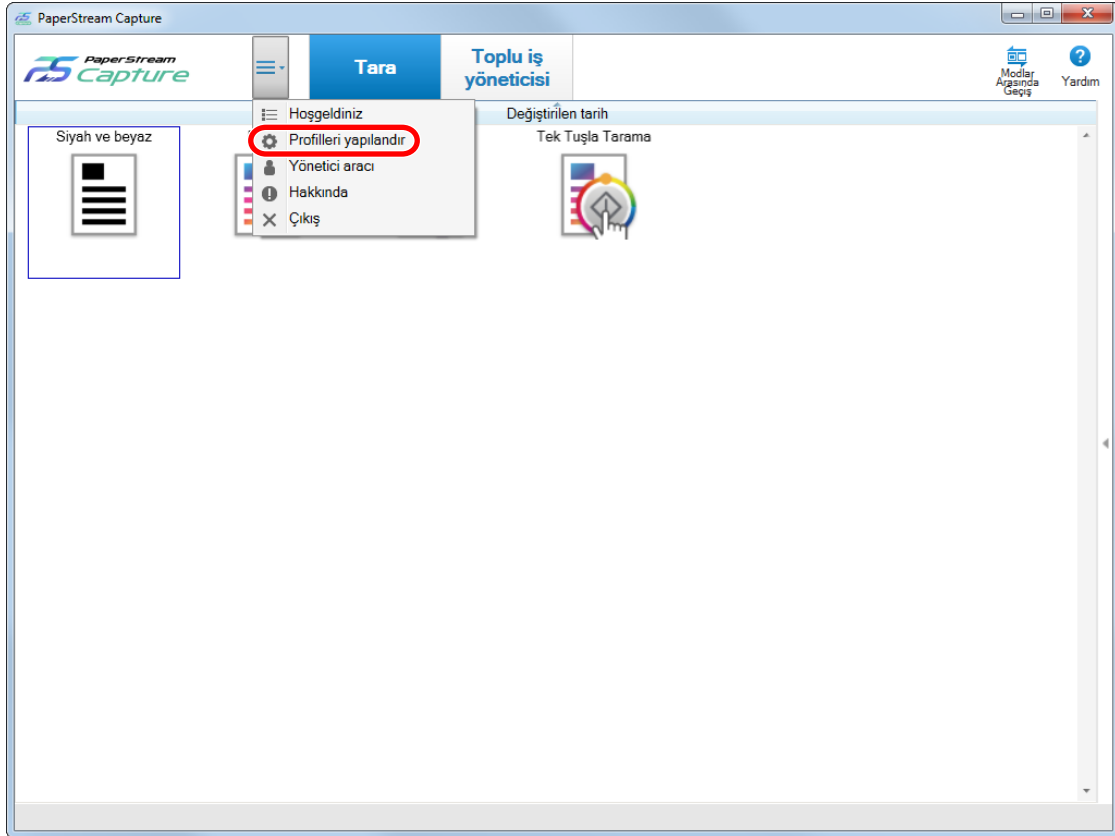 PaperStream Capture
PaperStream
Capture
Tara
Toplu iş
yöneticisi
Modlar
Arasında
Geçiş
Yardım
Değiştirilen tarih
Hoşgeldiniz
Profilleri yapılandır
Yönetici aracı
Hakkında
Çıkış
Siyah ve beyaz
Tek Tuşla Tarama